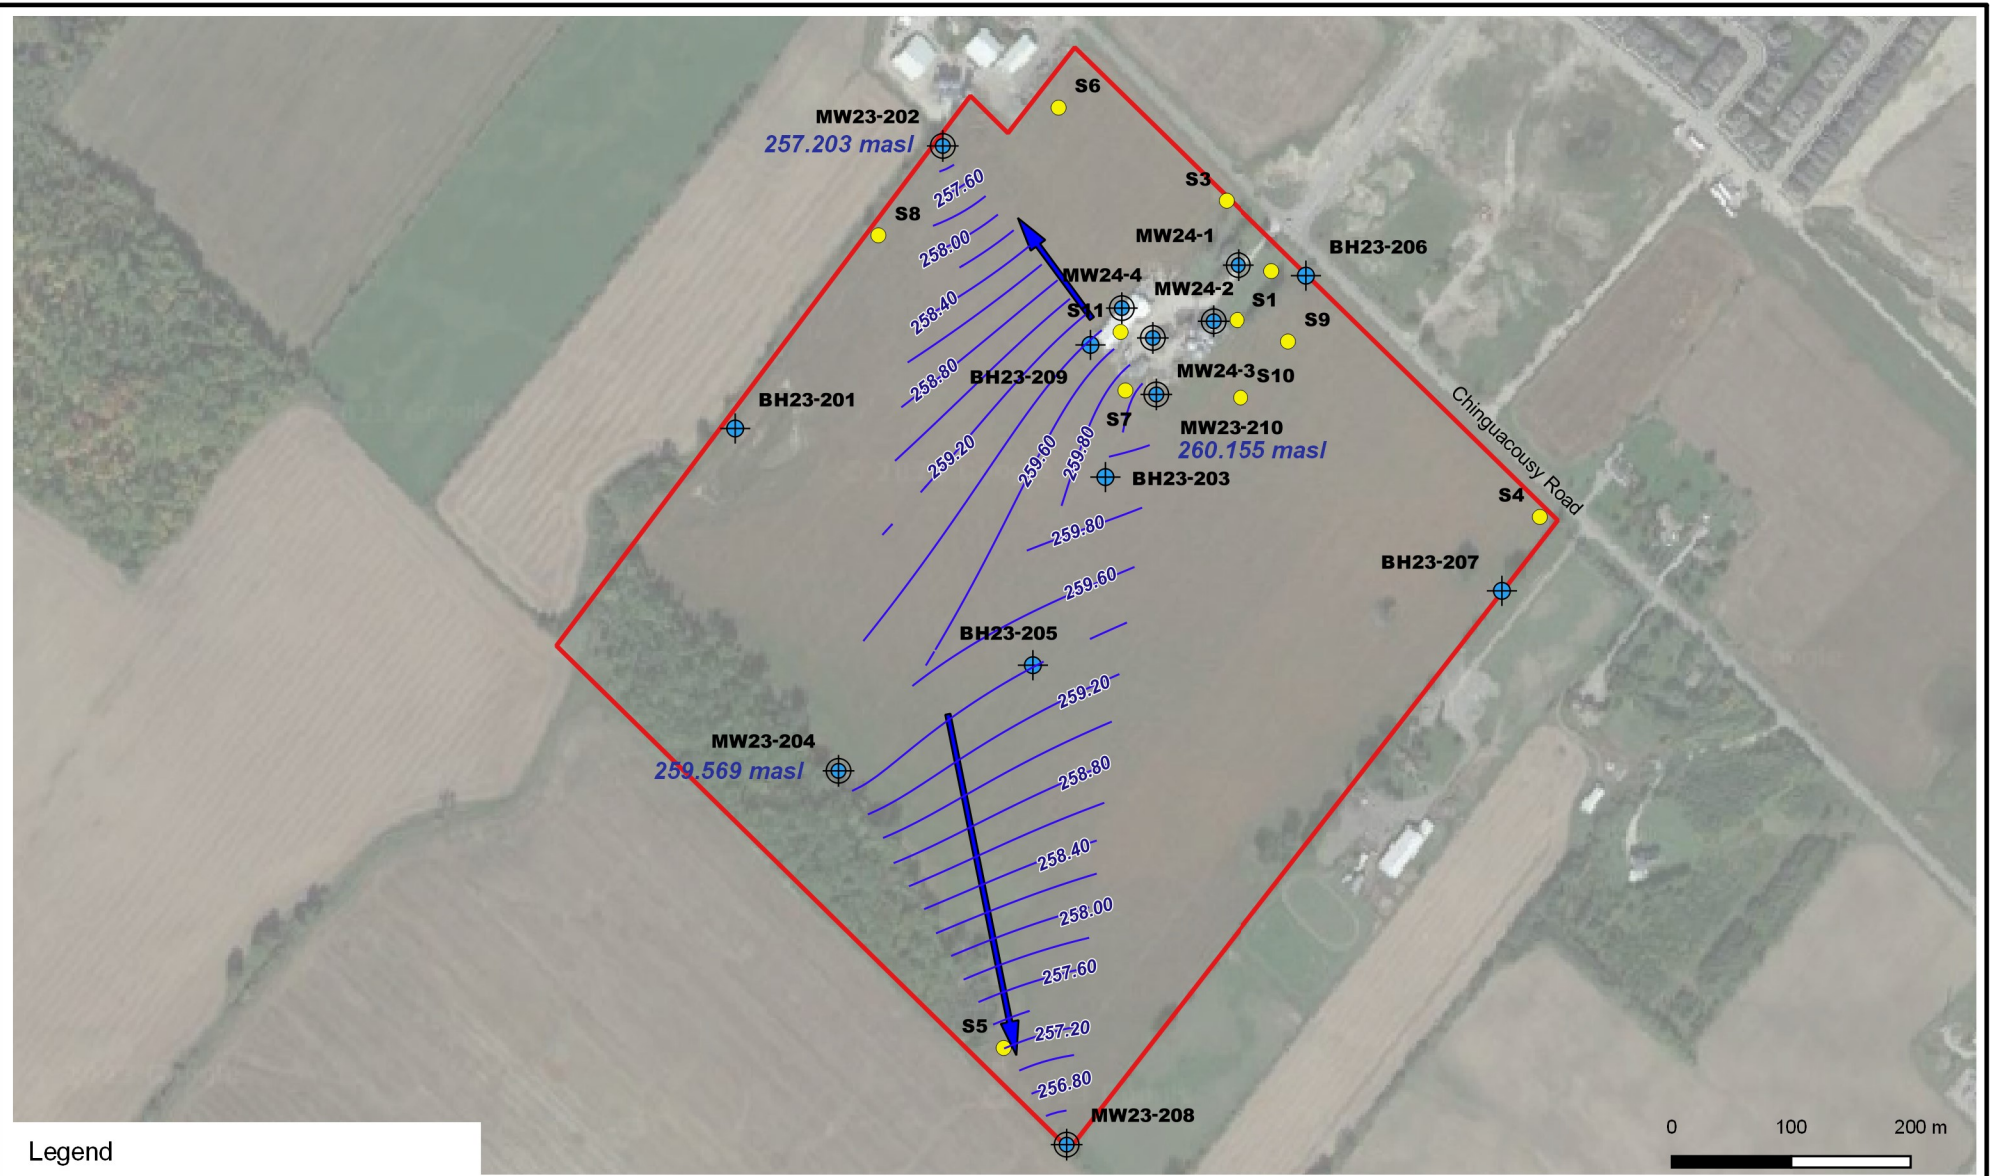 S6
MW23-202
257.203 masl
257.60
S3
S8
258.00
MW24-1
BH23-206
MW24-4
MW24-2
258.40
S11
S1
S9
258.80
BH23-209
MW24-3
S10
BH23-201
S7
MW23-210
260.155 masl
Chinguacousy Road
259.20
259.60
259.80
BH23-203
S4
259.80
BH23-207
259.60
BH23-205
259.20
MW23-204
259.569 masl
258.80
258.40
258.00
257.60
S5
257.20
256.80
MW23-208
0 100 200 m
Legend